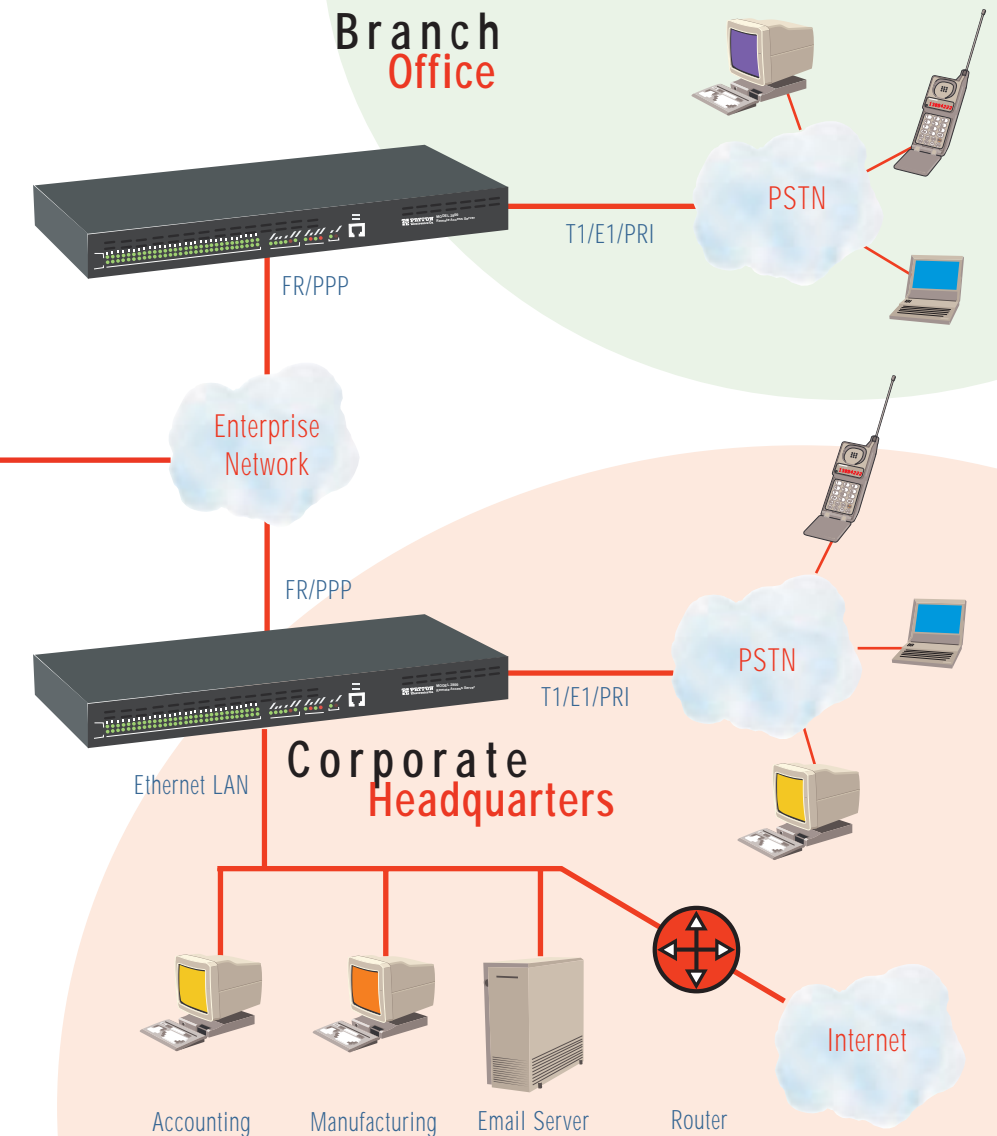 Branch
Office
PSTN
T1/E1/PRI
FR/PPP
Enterprise
Network
FR/PPP
PSTN
T1/E1/PRI
Corporate
Headquarters
Ethernet LAN
Internet
Accounting
Manufacturing
Email Server
Router